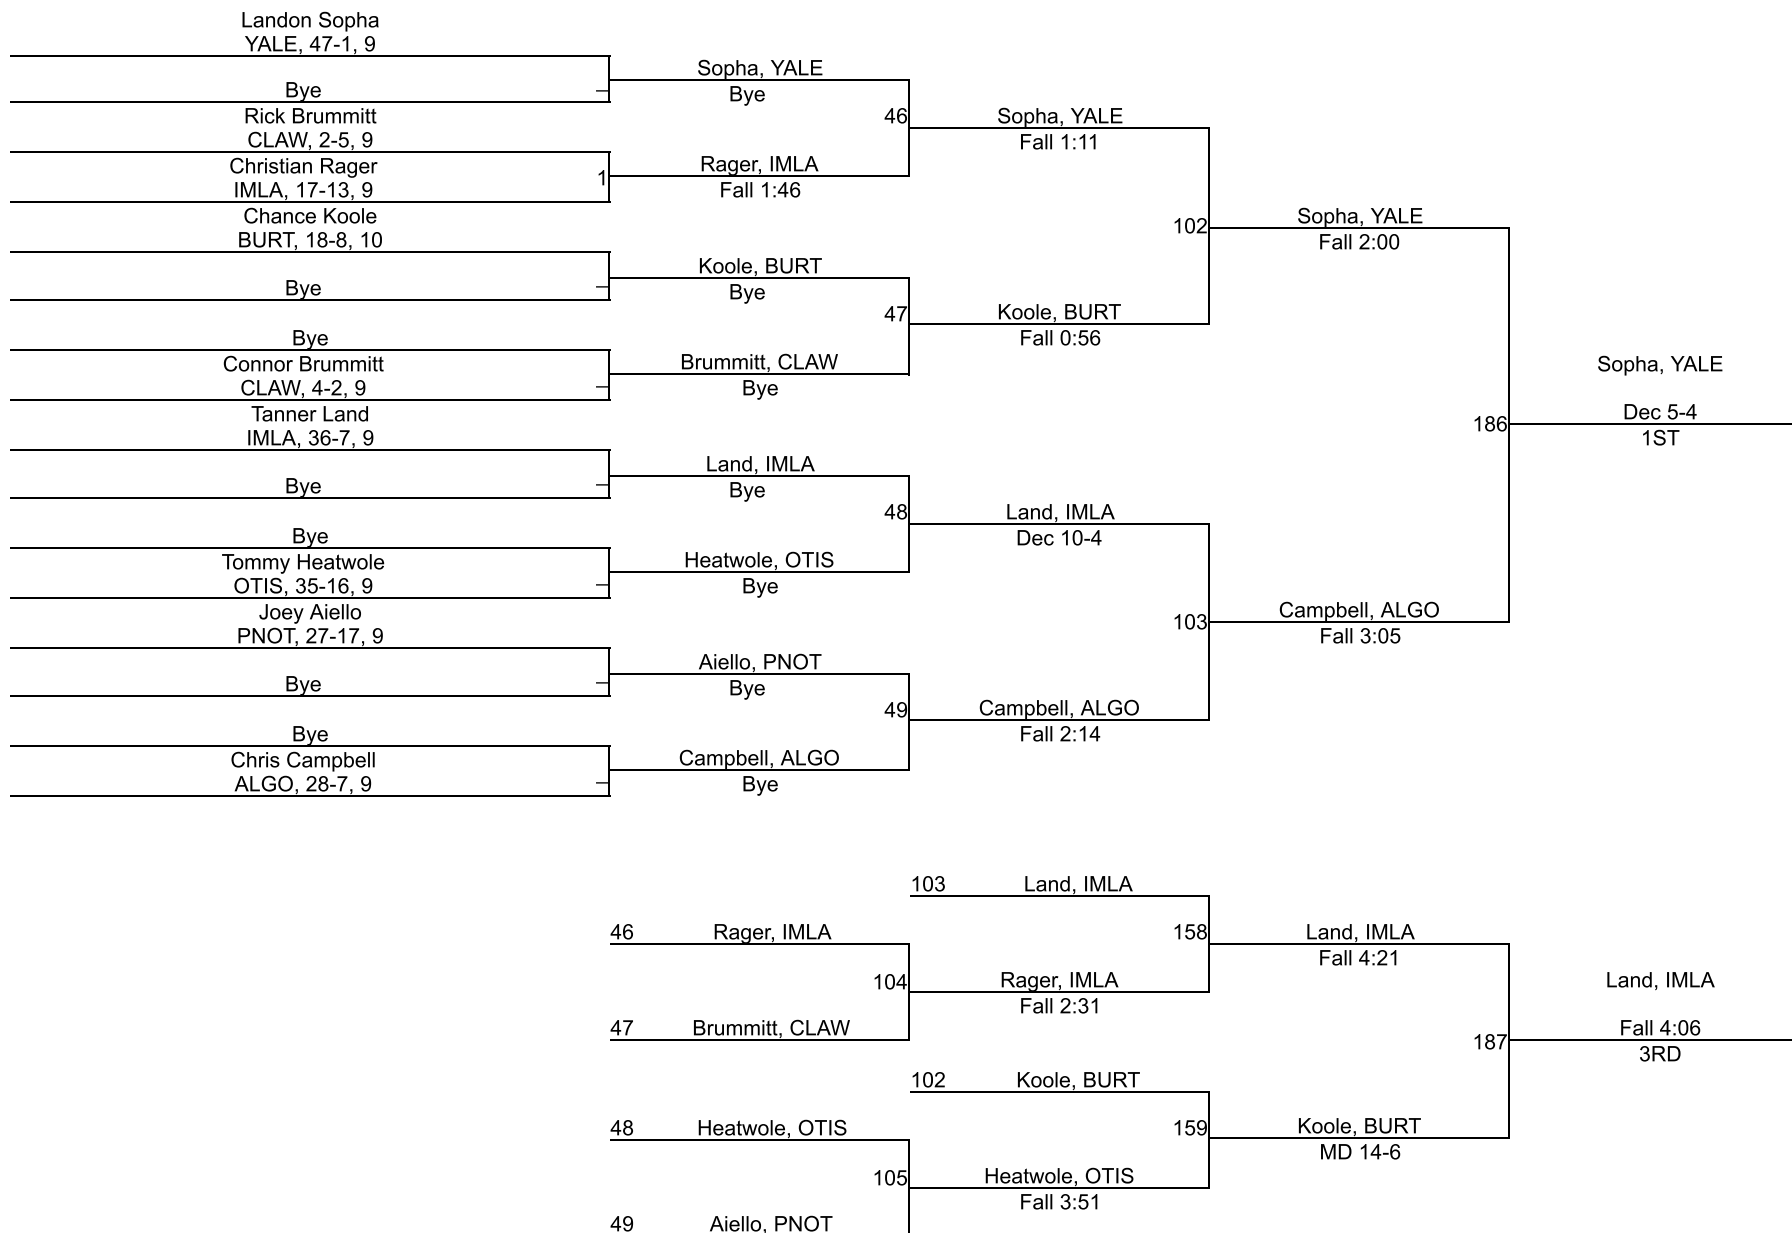 Landon Sopha
YALE, 47-1, 9
Bye
Rick Brummitt
CLAW, 2-5, 9
Christian Rager
IMLA, 17-13, 9
1
Chance Koole
BURT, 18-8, 10
Bye
Bye
Connor Brummitt
CLAW, 4-2, 9
Tanner Land
IMLA, 36-7, 9
Bye
Bye
Tommy Heatwole
OTIS, 35-16, 9
Joey Aiello
PNOT, 27-17, 9
Bye
Bye
Chris Campbell
ALGO, 28-7, 9
Sopha, YALE
Bye
46
Rager, IMLA
Fall 1:46
Koole, BURT
Bye
47
Brummitt, CLAW
Bye
Land, IMLA
Bye
48
Heatwole, OTIS
Bye
Aiello, PNOT
Bye
49
Campbell, ALGO
Bye
Sopha, YALE
Fall 1:11
102
Koole, BURT
Fall 0:56
Land, IMLA
Dec 10-4
103
Campbell, ALGO
Fall 2:14
Sopha, YALE
Fall 2:00
186
Campbell, ALGO
Fall 3:05
Sopha, YALE
Dec 5-4
1ST
103 Land, IMLA
46 Rager, IMLA
104
47 Brummitt, CLAW
158
Rager, IMLA
Fall 2:31
102 Koole, BURT
48 Heatwole, OTIS
105
49 Aiello, PNOT
159
Heatwole, OTIS
Fall 3:51
Land, IMLA
Fall 4:21
187
Koole, BURT
MD 14-6
Land, IMLA
Fall 4:06
3RD